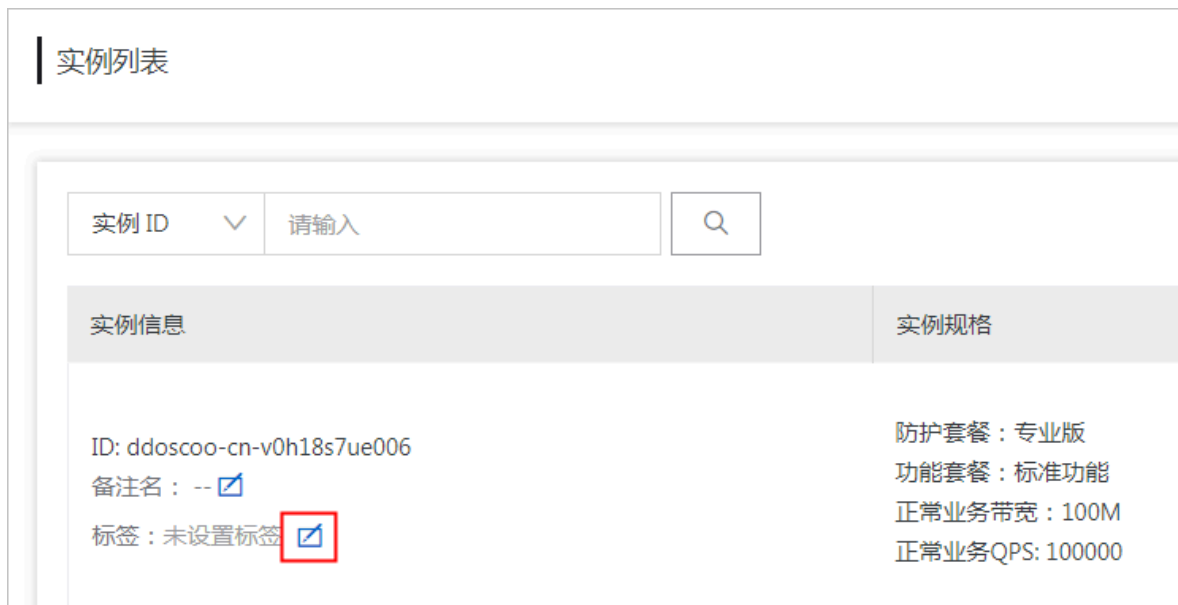 实例列表
实例 ID
请输入
实例信息
实例规格
ID: ddoscoo-cn-v0h18s7ue006
备注名： --
标签：未设置标签
防护套餐：专业版
功能套餐：标准功能
正常业务带宽：100M
正常业务QPS: 100000